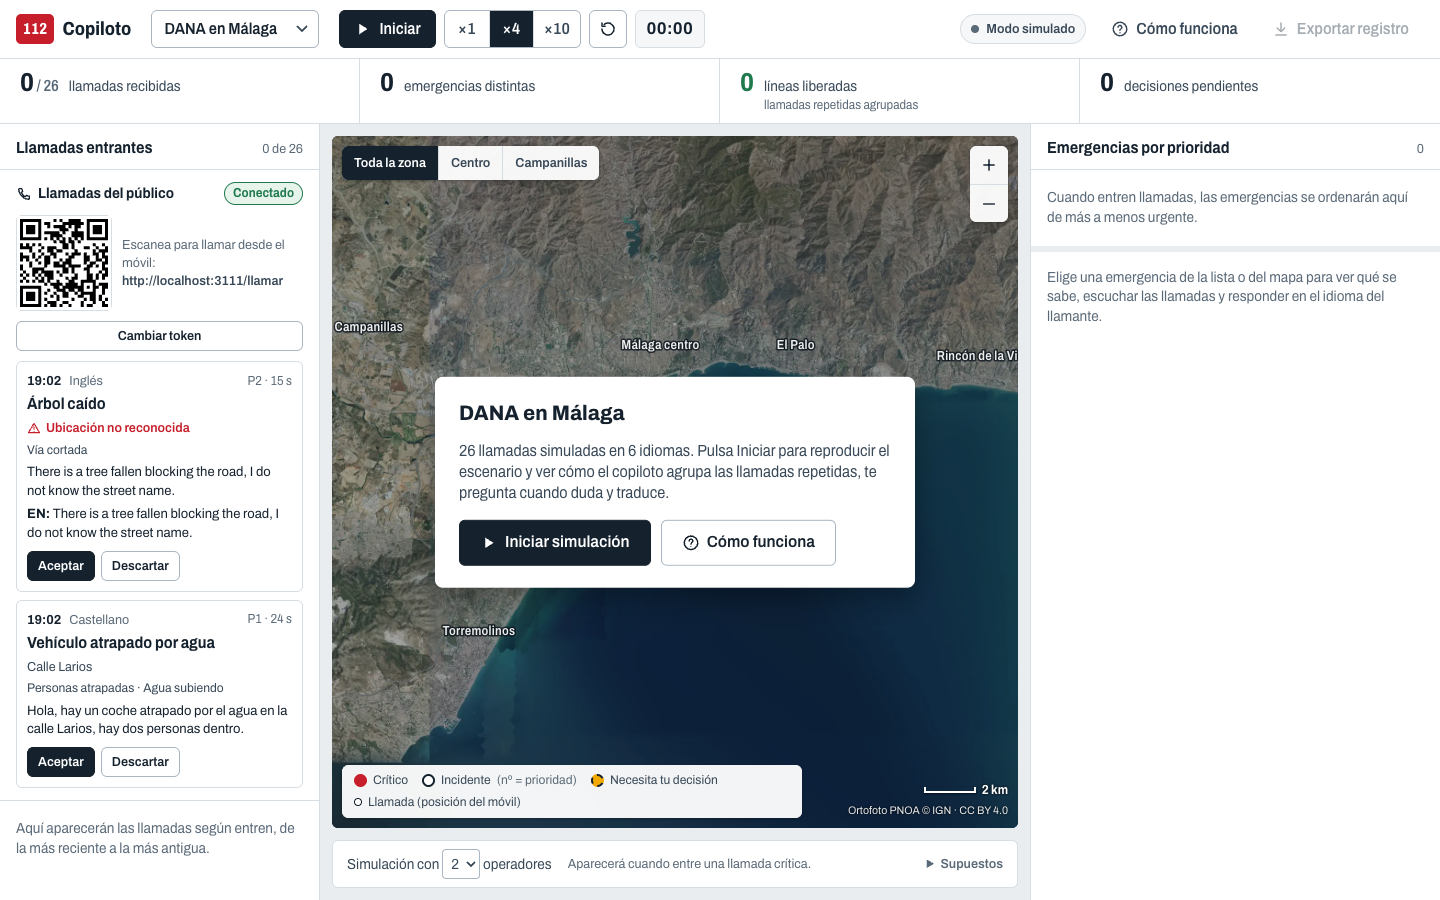 112 Copiloto
DANA en Málaga
Iniciar
×1 ×4 ×10
00:00
Modo simulado
Cómo funciona
Exportar registro
0 / 26 llamadas recibidas
0 emergencias distintas
0 líneas liberadas
llamadas repetidas agrupadas
0 decisiones pendientes
Llamadas entrantes
0 de 26
Llamadas del público
Conectado
Escanea para llamar desde el
móvil:
http://localhost:3111/llamar
Cambiar token
19:02 Inglés P2 · 15 s
Árbol caído
Ubicación no reconocida
Vía cortada
There is a tree fallen blocking the road, I do
not know the street name.
EN: There is a tree fallen blocking the road, I
do not know the street name.
Aceptar Descartar
19:02 Castellano P1 · 24 s
Vehículo atrapado por agua
Calle Larios
Personas atrapadas · Agua subiendo
Hola, hay un coche atrapado por el agua en la
calle Larios, hay dos personas dentro.
Aceptar Descartar
Aquí aparecerán las llamadas según entren, de
la más reciente a la más antigua.
Toda la zona Centro Campanillas
+
−
Campanillas
Málaga centro
El Palo
Rincón de la Vi
DANA en Málaga
26 llamadas simuladas en 6 idiomas. Pulsa Iniciar para reproducir el
escenario y ver cómo el copiloto agrupa las llamadas repetidas, te
pregunta cuando duda y traduce.
Iniciar simulación
Cómo funciona
Torremolinos
Crítico Incidente (nº = prioridad) Necesita tu decisión
Llamada (posición del móvil)
2 km
Ortofoto PNOA © IGN · CC BY 4.0
Simulación con 2 operadores Aparecerá cuando entre una llamada crítica.
Supuestos
Emergencias por prioridad
0
Cuando entren llamadas, las emergencias se ordenarán aquí
de más a menos urgente.
Elige una emergencia de la lista o del mapa para ver qué se
sabe, escuchar las llamadas y responder en el idioma del
llamante.